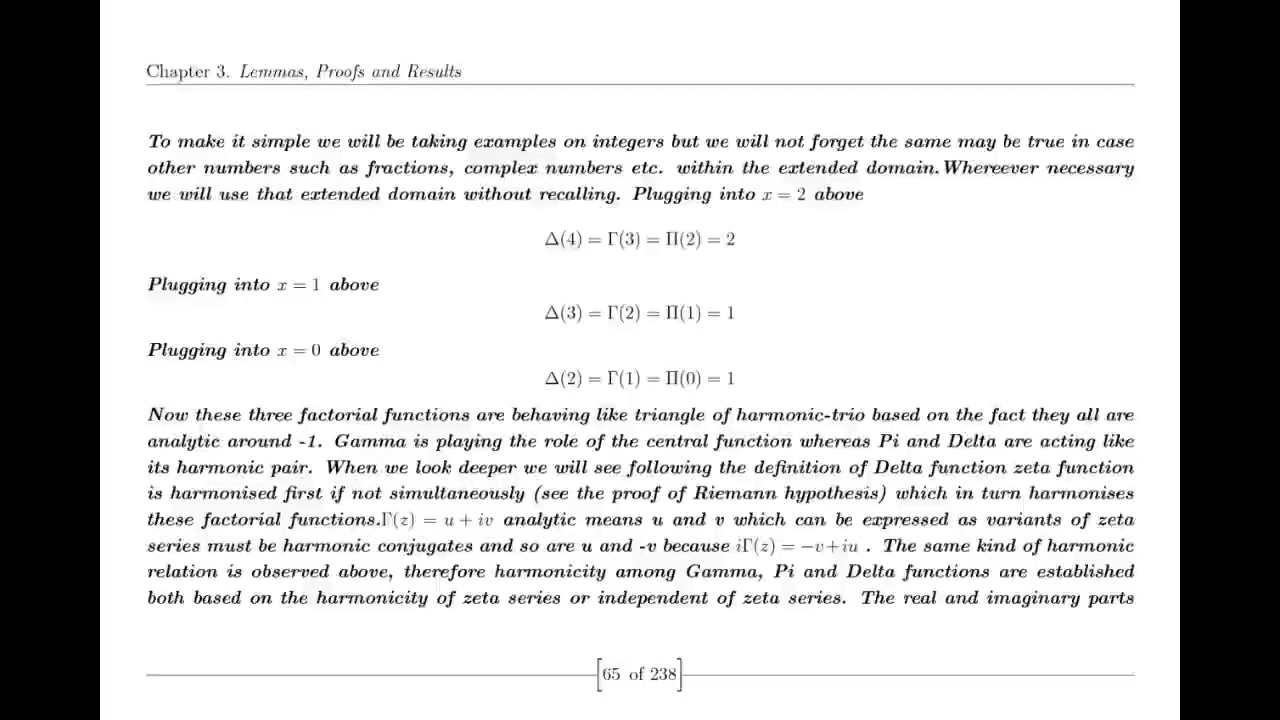 Chapter 3. Lemmas, Proofs and Results
To make it simple we will be taking examples on integers but we will not forget the same may be true in case
other numbers such as fractions, complex numbers etc. within the extended domain.Whereever necessary
we will use that extended domain without recalling. Plugging into x = 2 above
Δ(4) = Γ(3) = Π(2) = 2
Plugging into x = 1 above
Δ(3) = Γ(2) = Π(1) = 1
Plugging into x = 0 above
Δ(2) = Γ(1) = Π(0) = 1
Now these three factorial functions are behaving like triangle of harmonic-trio based on the fact they all are
analytic around -1. Gamma is playing the role of the central function whereas Pi and Delta are acting like
its harmonic pair. When we look deeper we will see following the definition of Delta function zeta function
is harmonised first if not simultaneously (see the proof of Riemann hypothesis) which in turn harmonises
these factorial functions.Γ(z) = u + iv analytic means u and v which can be expressed as variants of zeta
series must be harmonic conjugates and so are u and -v because iΓ(z) = −v+iu . The same kind of harmonic
relation is observed above, therefore harmonicity among Gamma, Pi and Delta functions are established
both based on the harmonicity of zeta series or independent of zeta series. The real and imaginary parts
[65 of 238]